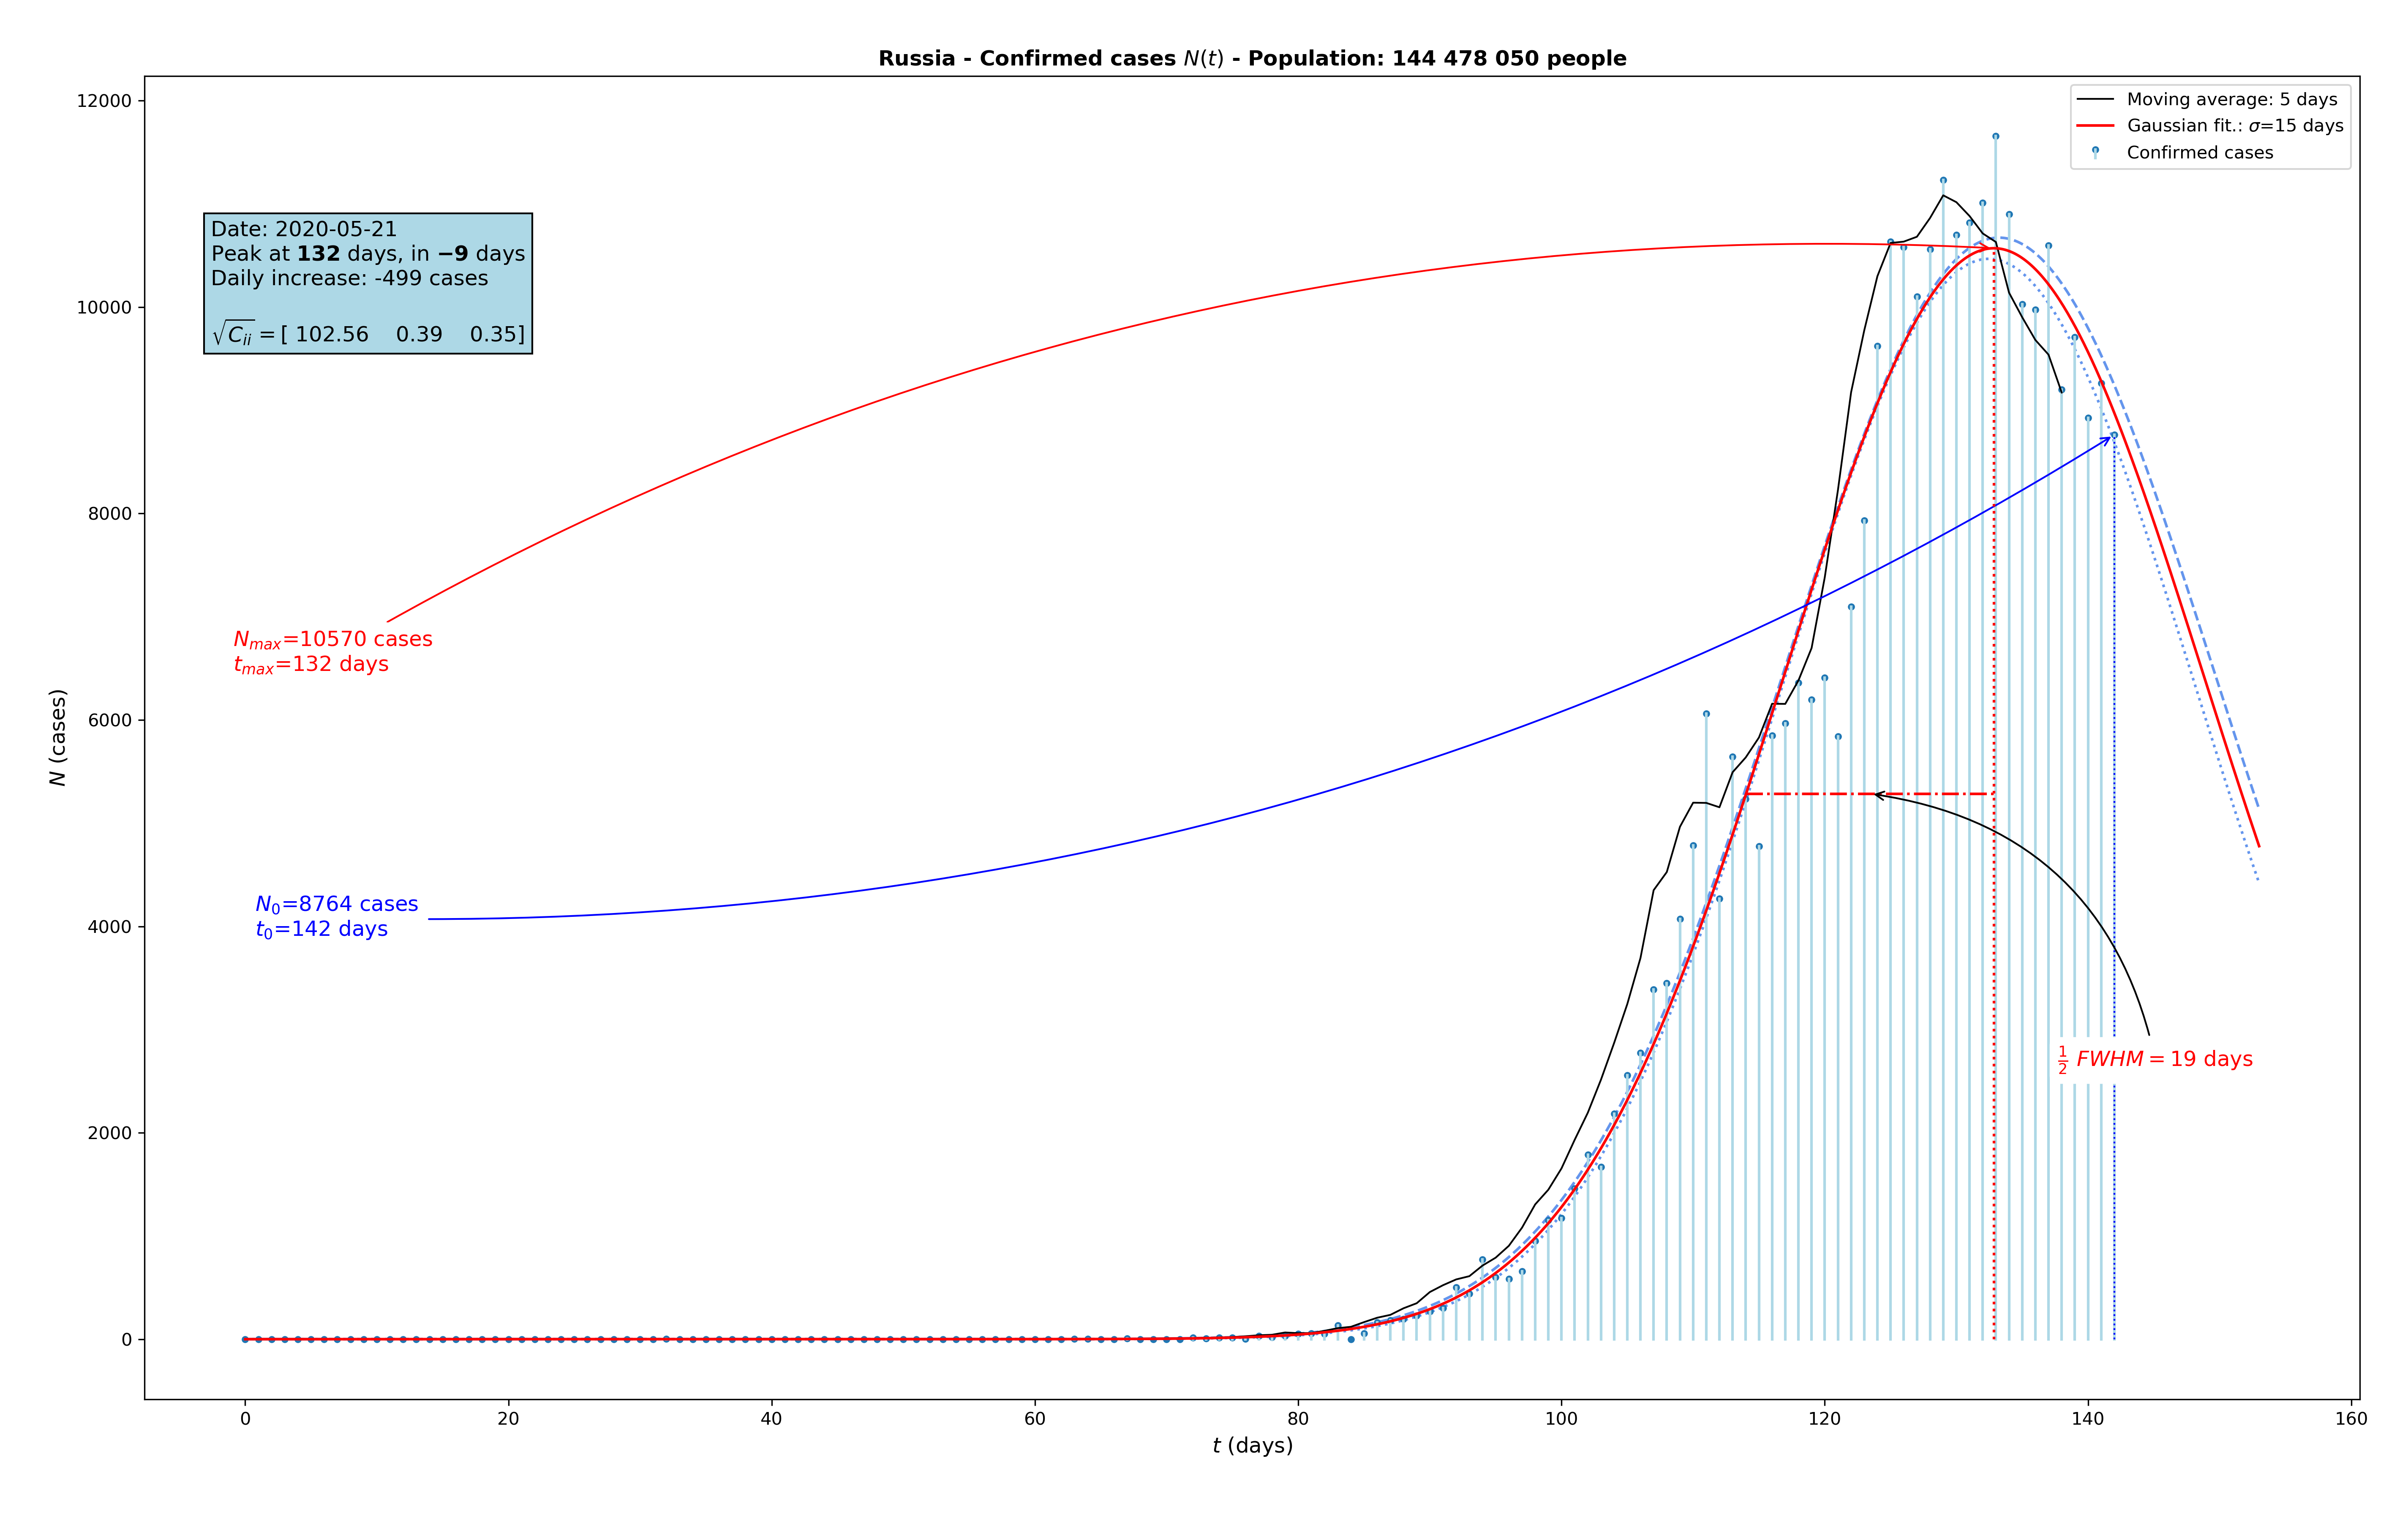 Russia - Confirmed cases N(t) - Population: 144 478 050 people
12000
10000
8000
6000
4000
2000
0
N (cases)
Moving average: 5 days
Gaussian fit.: σ=15 days
Confirmed cases
Date: 2020-05-21
Peak at 132 days, in −9 days
Daily increase: -499 cases
√Cᵢᵢ = [ 102.56 0.39 0.35]
Nmax=10570 cases
tmax=132 days
N₀=8764 cases
t₀=142 days
½ FWHM = 19 days
0 20 40 60 80 100 120 140 160
t (days)